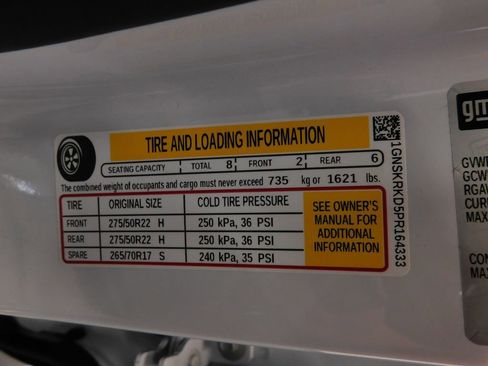 TIRE AND LOADING INFORMATION
SEATING CAPACITY TOTAL 8 FRONT 2 REAR 6
The combined weight of occupants and cargo must never exceed 735 kg or 1621 lbs.
TIRE ORIGINAL SIZE COLD TIRE PRESSURE
FRONT 275/50R22 H 250 kPa, 36 PSI
REAR 275/50R22 H 250 kPa, 36 PSI
SPARE 265/70R17 S 240 kPa, 35 PSI
SEE OWNER'S
MANUAL FOR
ADDITIONAL
INFORMATION
1GNSKRKD5PR164333
gm
GVW
GCW
RGA
CUR
MAX
CON
MAX